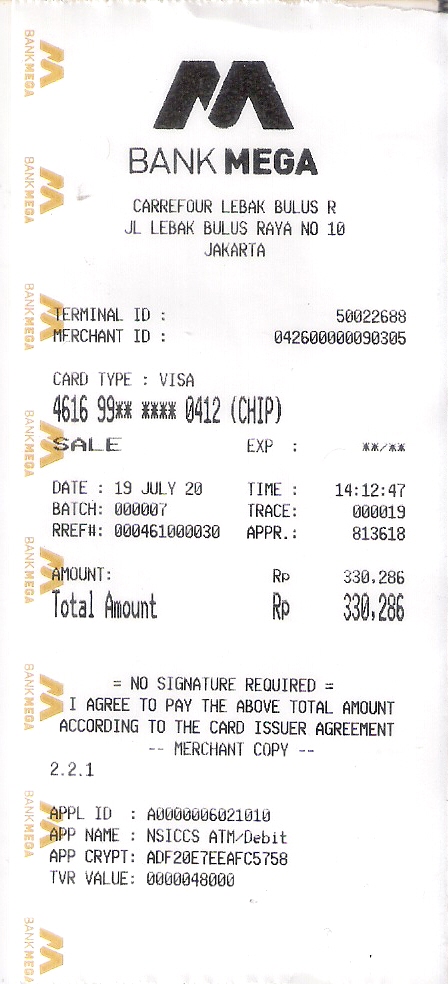 BANK MEGA
CARREFOUR LEBAK BULUS R
JL LEBAK BULUS RAYA NO 10
JAKARTA
TERMINAL ID : 50022688
MERCHANT ID : 042600000090305
CARD TYPE : VISA
4616 99** **** 0412 (CHIP)
SALE EXP : **/**
DATE : 19 JULY 20 TIME : 14:12:47
BATCH: 000007 TRACE: 000019
RREF#: 000461000030 APPR.: 813618
AMOUNT: Rp 330,286
Total Amount Rp 330,286
= NO SIGNATURE REQUIRED =
I AGREE TO PAY THE ABOVE TOTAL AMOUNT
ACCORDING TO THE CARD ISSUER AGREEMENT
-- MERCHANT COPY --
2.2.1
APPL ID : A0000006021010
APP NAME : NSICCS ATM/Debit
APP CRYPT: ADF20E7EEAFC5758
TVR VALUE: 0000048000
BANK MEGA
BANK MEGA
BANK MEGA
BANK MEGA
BANK MEGA
BANK MEGA
BANK MEGA
BANK MEGA